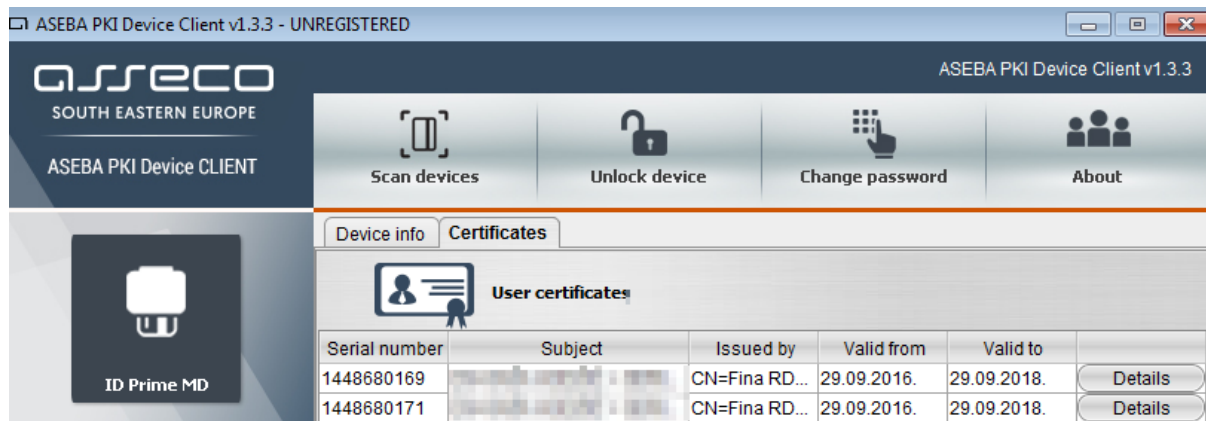 ASEBA PKI Device Client v1.3.3 - UNREGISTERED
asseco
SOUTH EASTERN EUROPE
ASEBA PKI Device CLIENT
ASEBA PKI Device Client v1.3.3
Scan devices
Unlock device
Change password
About
ID Prime MD
Device info Certificates
User certificates
Serial number Subject Issued by Valid from Valid to
1448680169 CN=Fina RD... 29.09.2016. 29.09.2018. Details
1448680171 CN=Fina RD... 29.09.2016. 29.09.2018. Details